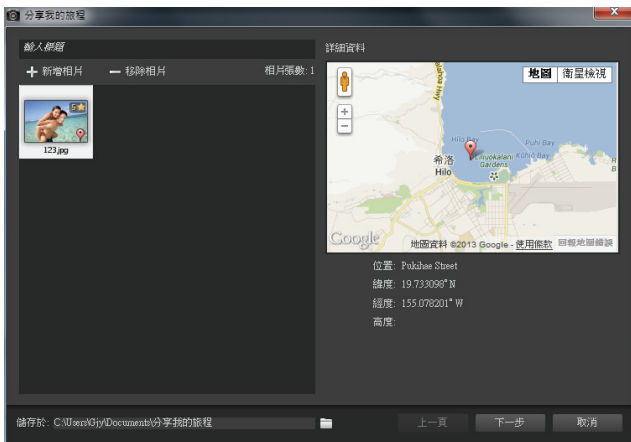 分享我的旅程
輸入標題
新增相片 移除相片 相片張數: 1
5
123.jpg
詳細資料
地圖 衛星檢視
Hilo Bay
Puhi Bay
Liliuokalani Gardens
Kuhio Bay
希洛
Hilo
Google
地圖資料 ©2013 Google - 使用條款 回報地圖錯誤
位置: Pukihae Street
緯度: 19.733098° N
經度: 155.078201° W
高度:
儲存於: C:\Users\Gjy\Documents\分享我的旅程
上一頁 下一步 取消